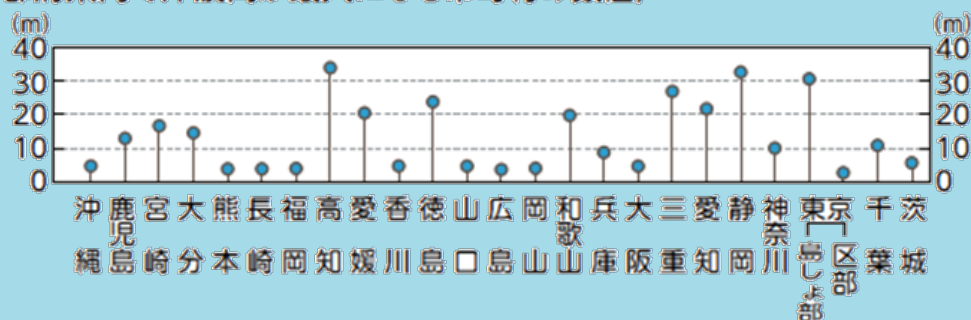 (m) (m)
40 40
30 30
20 20
10 10
0 0
沖縄
鹿児島
宮崎
大分
熊本
長崎
福岡
高知
愛媛
香川
徳島
山口
広島
岡山
和歌山
兵庫
大阪
三重
愛知
静岡
神奈川
東京
島しょ部
区部
千葉
茨城